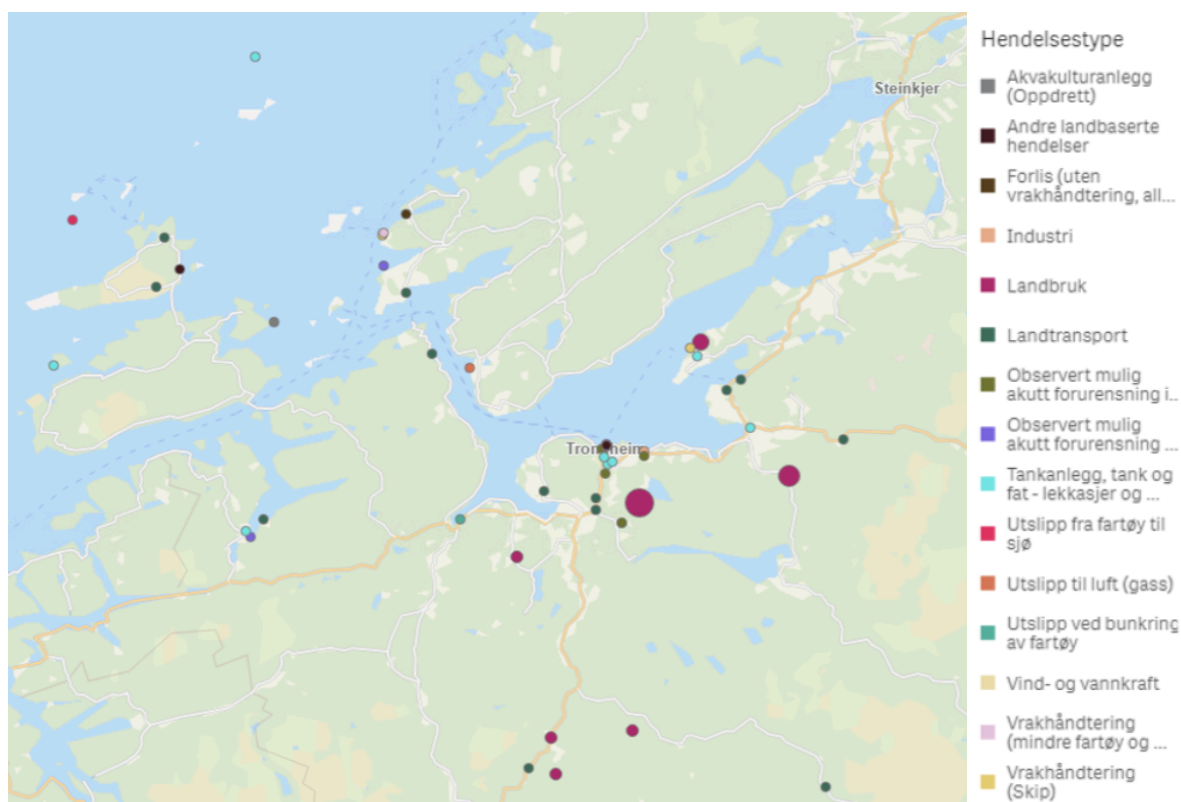 Steinkjer
Trondheim
Hendelsestype
Akvakulturanlegg
(Oppdrett)
Andre landbaserte
hendelser
Forlis (uten
vrakhåndtering, all...
Industri
Landbruk
Landtransport
Observert mulig
akutt forurensning i...
Observert mulig
akutt forurensning ...
Tankanlegg, tank og
fat - lekkasjer og ...
Utslipp fra fartøy til
sjø
Utslipp til luft (gass)
Utslipp ved bunkring
av fartøy
Vind- og vannkraft
Vrakhåndtering
(mindre fartøy og ...
Vrakhåndtering
(Skip)